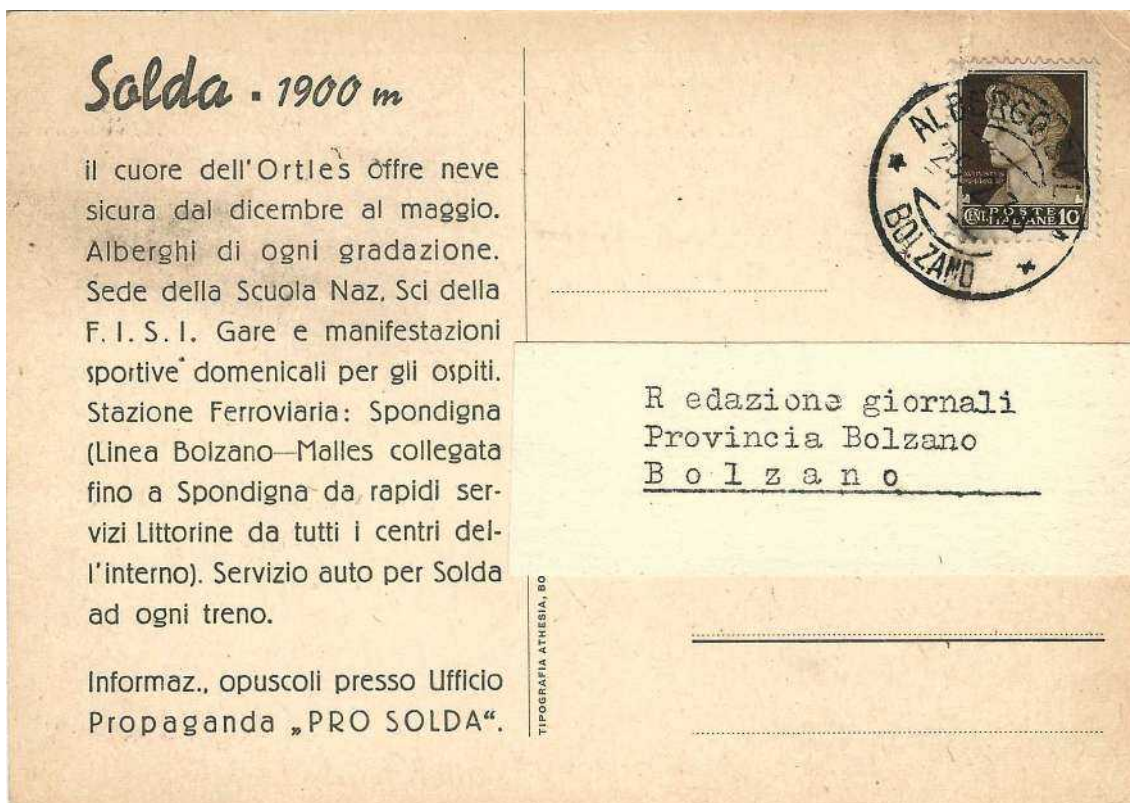 Solda . 1900 m
il cuore dell'Ortles offre neve
sicura dal dicembre al maggio.
Alberghi di ogni gradazione.
Sede della Scuola Naz. Sci della
F. I. S. I. Gare e manifestazioni
sportive domenicali per gli ospiti.
Stazione Ferroviaria: Spondigna
(Linea Bolzano—Malles collegata
fino a Spondigna da rapidi ser-
vizi Littorine da tutti i centri del-
l'interno). Servizio auto per Solda
ad ogni treno.
Informaz., opuscoli presso Ufficio
Propaganda „PRO SOLDA“.
TIPOGRAFIA ATHESIA, BO
ALBERGO
BOLZANO
POSTE
CENT. ITALIANE 10
R edazione giornali
Provincia Bolzano
B o l z a n o